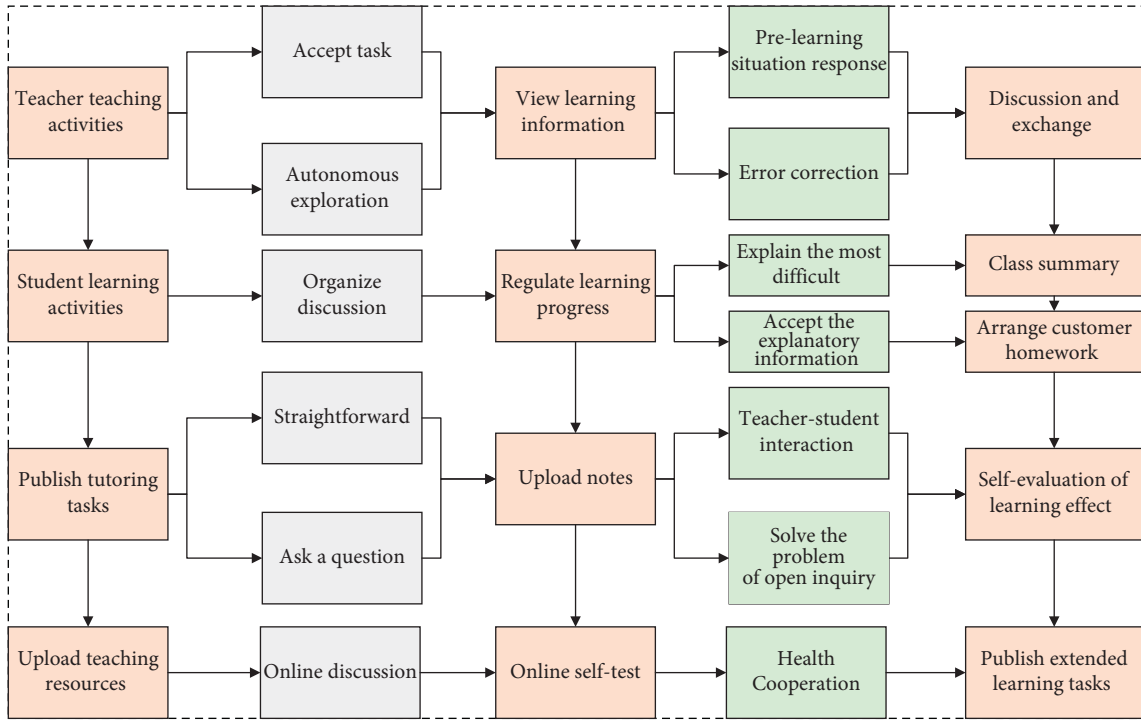 Teacher teaching
activities
Accept task
Autonomous
exploration
View learning
information
Pre-learning
situation response
Error correction
Discussion and
exchange
Student learning
activities
Organize
discussion
Regulate learning
progress
Explain the most
difficult
Accept the
explanatory
information
Class summary
Arrange customer
homework
Publish tutoring
tasks
Straightforward
Ask a question
Upload notes
Teacher-student
interaction
Solve the
problem
of open inquiry
Self-evaluation of
learning effect
Upload teaching
resources
Online discussion
Online self-test
Health
Cooperation
Publish extended
learning tasks